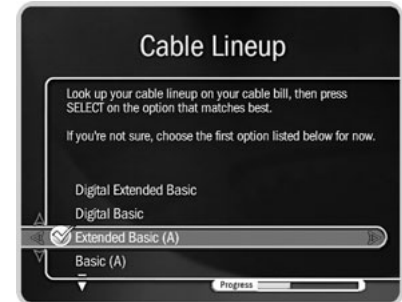 Cable Lineup
Look up your cable lineup on your cable bill, then press
SELECT on the option that matches best.
If you're not sure, choose the first option listed below for now.
Digital Extended Basic
Digital Basic
Extended Basic (A)
Basic (A)
Progress